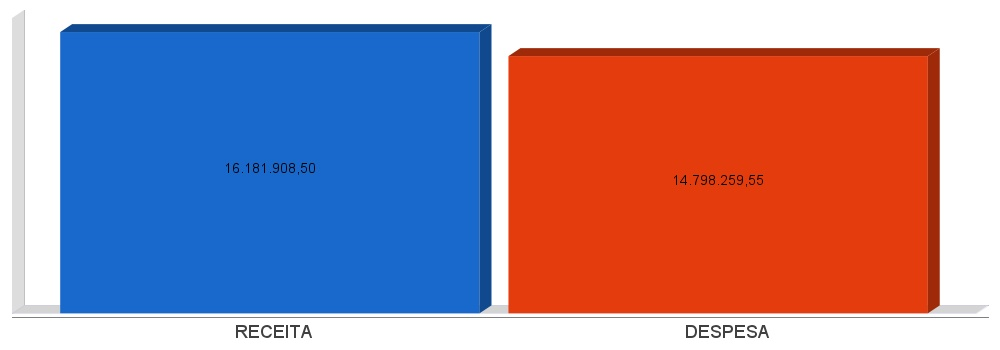 16.181.908,50
14.798.259,55
RECEITA
DESPESA